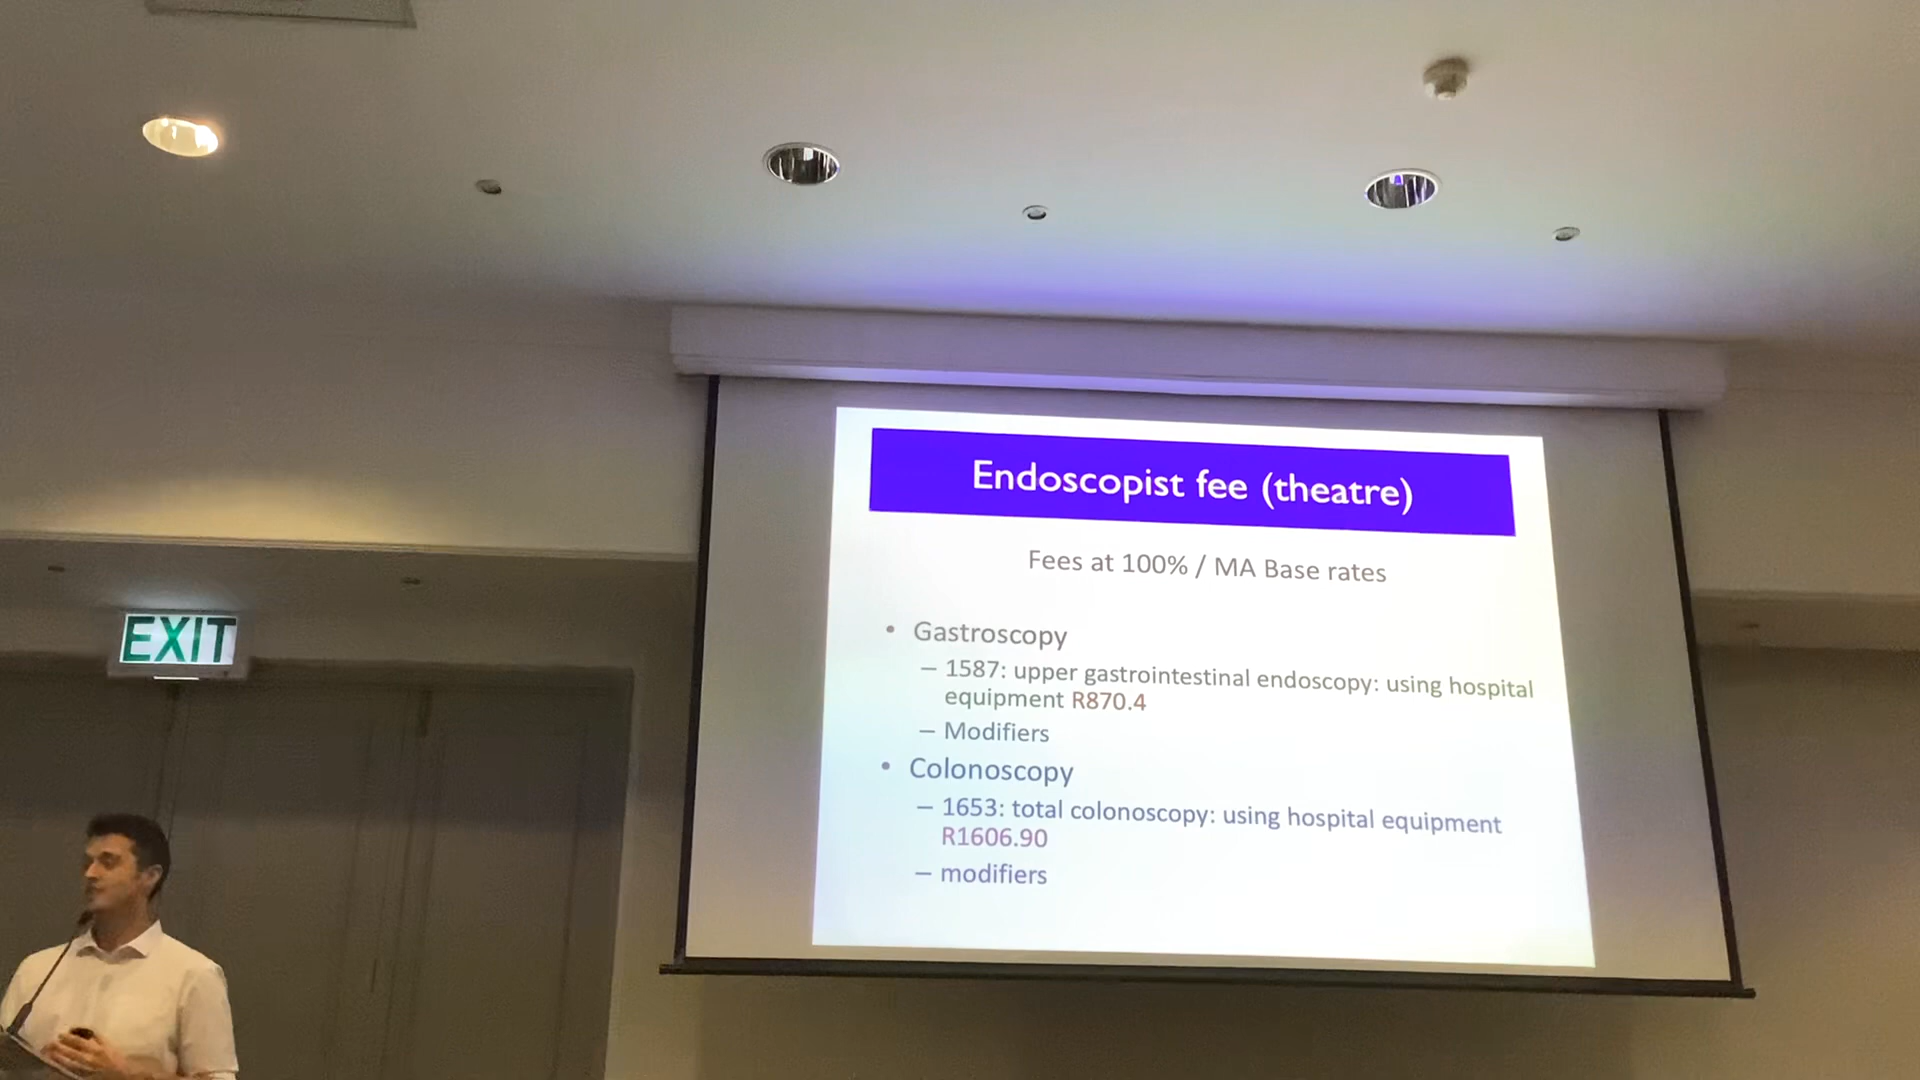 EXIT
Endoscopist fee (theatre)
Fees at 100% / MA Base rates
• Gastroscopy
– 1587: upper gastrointestinal endoscopy: using hospital
equipment R870.4
– Modifiers
• Colonoscopy
– 1653: total colonoscopy: using hospital equipment
R1606.90
– modifiers